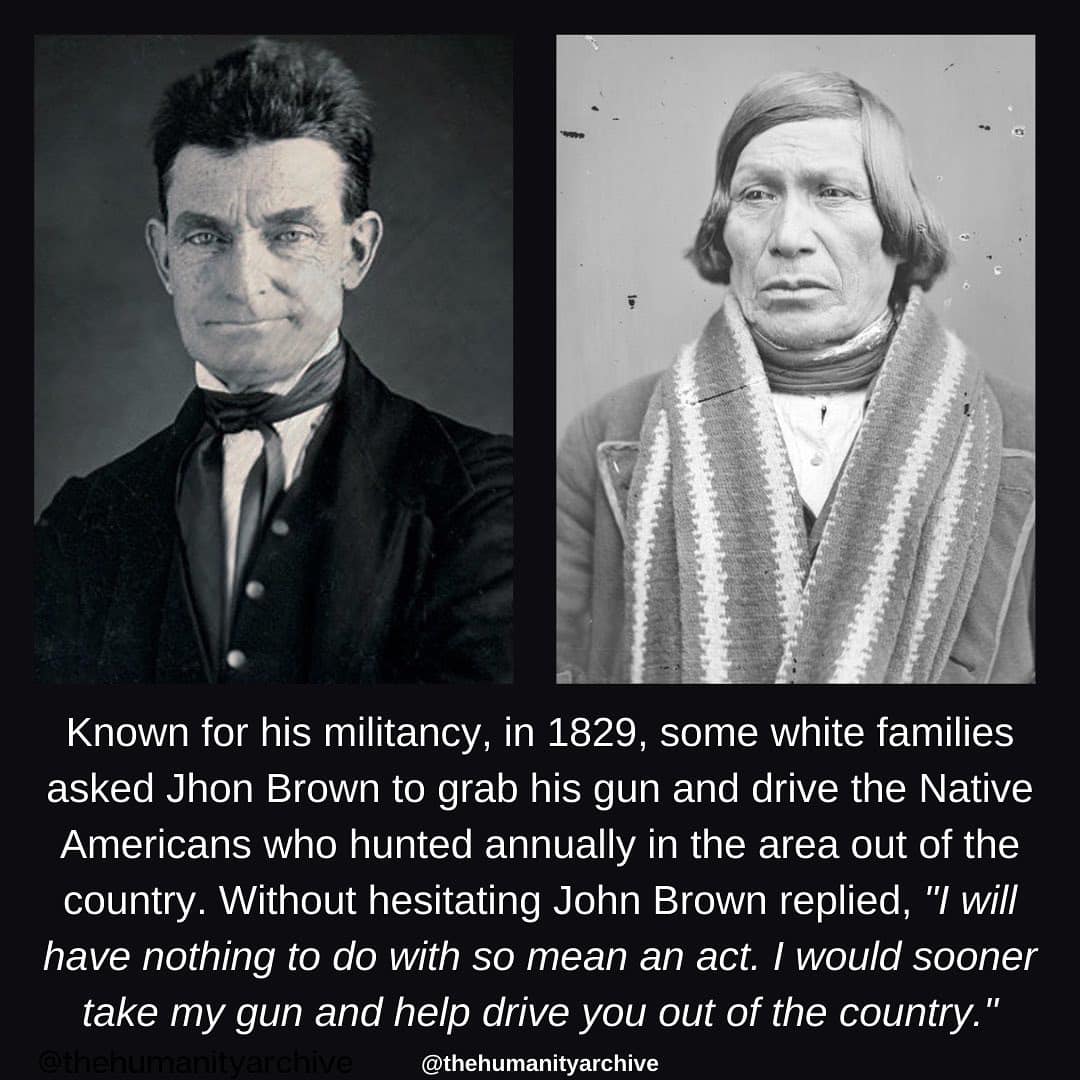 Known for his militancy, in 1829, some white families
asked Jhon Brown to grab his gun and drive the Native
Americans who hunted annually in the area out of the
country. Without hesitating John Brown replied, "I will
have nothing to do with so mean an act. I would sooner
take my gun and help drive you out of the country."
@thehumanityarchive @thehumanityarchive